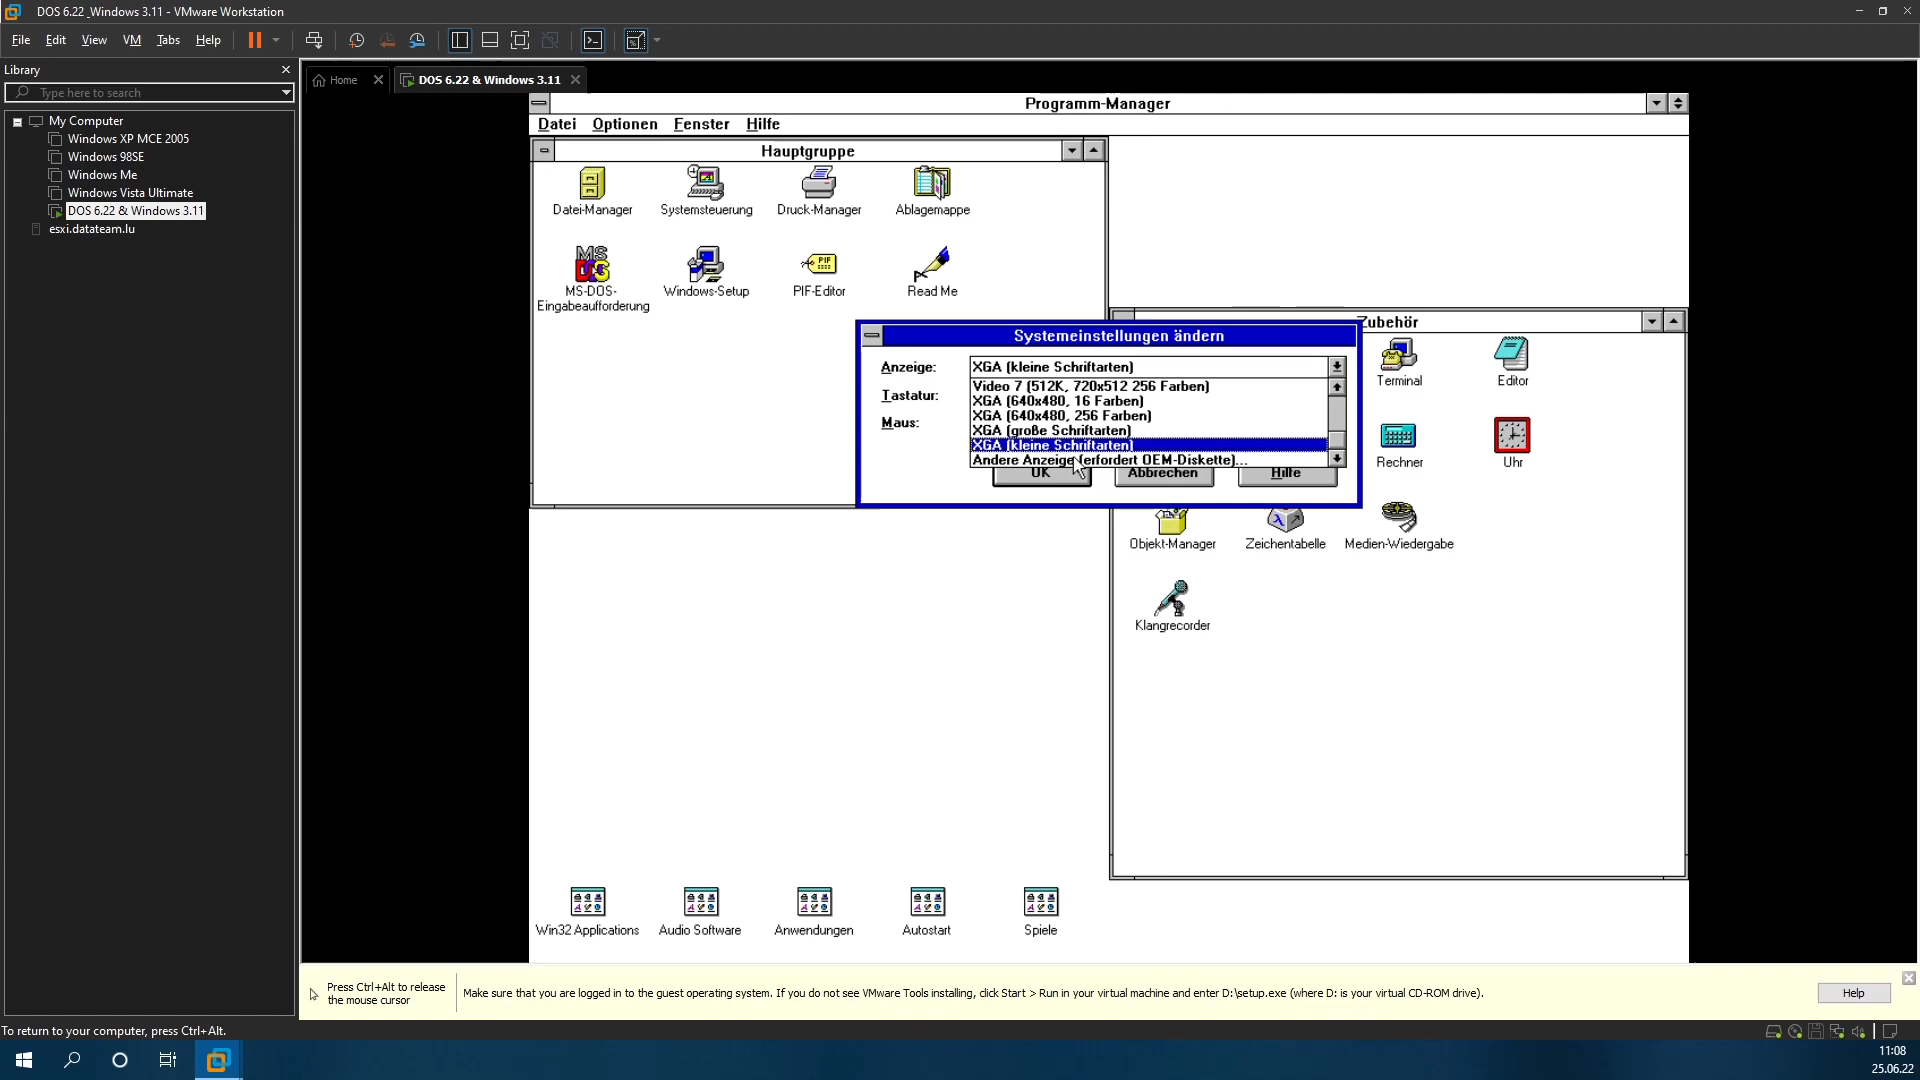 DOS 6.22 _Windows 3.11 - VMware Workstation
File Edit View VM Tabs Help
Library
Type here to search
My Computer
Windows XP MCE 2005
Windows 98SE
Windows Me
Windows Vista Ultimate
DOS 6.22 & Windows 3.11
esxi.datateam.lu
Home
DOS 6.22 & Windows 3.11
Programm-Manager
Datei Optionen Fenster Hilfe
Hauptgruppe
Datei-Manager
Systemsteuerung
Druck-Manager
Ablagemappe
MS DOS
MS-DOS-
Eingabeaufforderung
Windows-Setup
PIF
PIF-Editor
Read Me
Systemeinstellungen ändern
Anzeige: XGA (kleine Schriftarten)
Tastatur:
Maus:
Video 7 (512K, 720x512 256 Farben)
XGA (640x480, 16 Farben)
XGA (640x480, 256 Farben)
XGA (große Schriftarten)
XGA (kleine Schriftarten)
Andere Anzeige (erfordert OEM-Diskette)...
OK Abbrechen Hilfe
Zubehör
Terminal
Editor
Rechner
Uhr
Objekt-Manager
Zeichentabelle
Medien-Wiedergabe
Klangrecorder
Win32 Applications
Audio Software
Anwendungen
Autostart
Spiele
Press Ctrl+Alt to release
the mouse cursor
Make sure that you are logged in to the guest operating system. If you do not see VMware Tools installing, click Start > Run in your virtual machine and enter D:\setup.exe (where D: is your virtual CD-ROM drive).
Help
To return to your computer, press Ctrl+Alt.
11:08
25.06.22